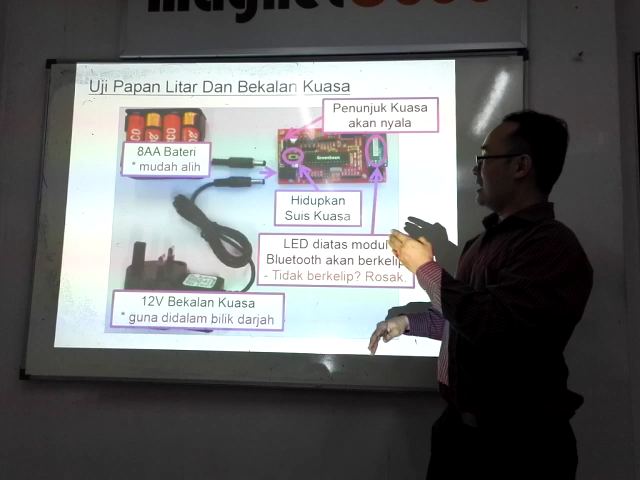 Uji Papan Litar Dan Bekalan Kuasa
Penunjuk Kuasa
akan nyala
8AA Bateri
* mudah alih
Hidupkan
Suis Kuasa
LED diatas modul
Bluetooth akan berkelip
- Tidak berkelip? Rosak.
12V Bekalan Kuasa
* guna didalam bilik darjah